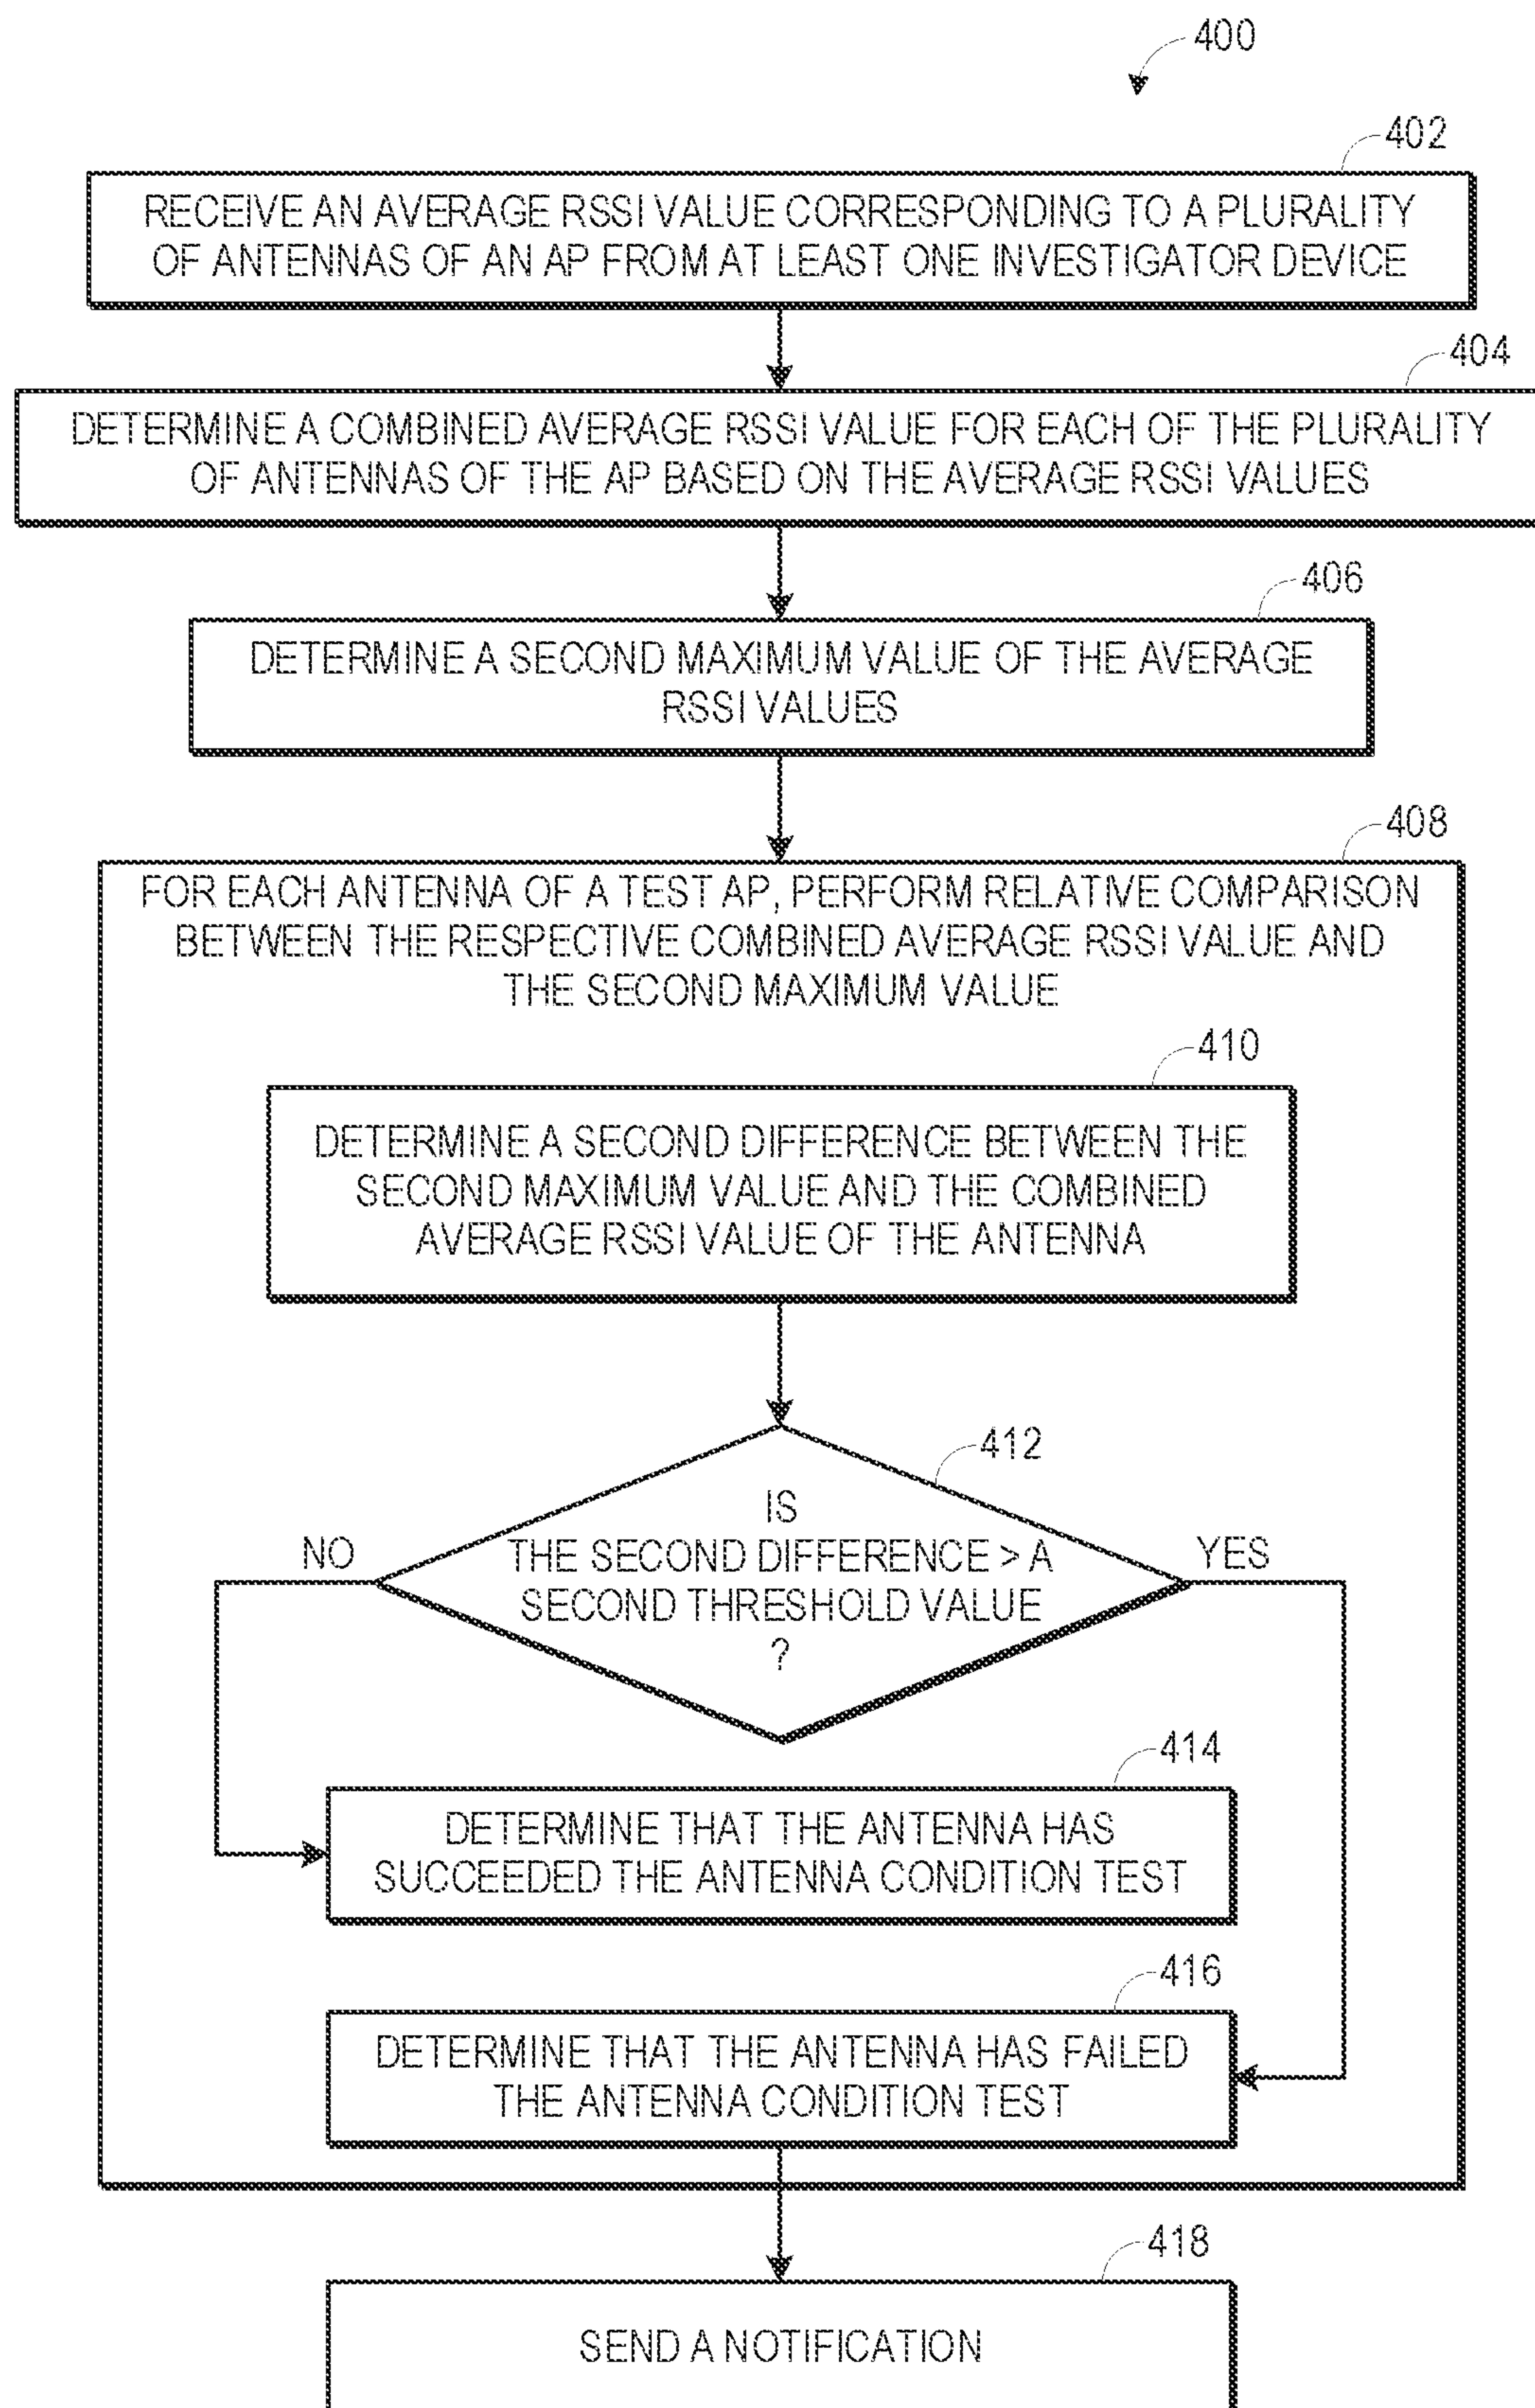 400
402
RECEIVE AN AVERAGE RSSI VALUE CORRESPONDING TO A PLURALITY
OF ANTENNAS OF AN AP FROM AT LEAST ONE INVESTIGATOR DEVICE
404
DETERMINE A COMBINED AVERAGE RSSI VALUE FOR EACH OF THE PLURALITY
OF ANTENNAS OF THE AP BASED ON THE AVERAGE RSSI VALUES
406
DETERMINE A SECOND MAXIMUM VALUE OF THE AVERAGE
RSSI VALUES
408
FOR EACH ANTENNA OF A TEST AP, PERFORM RELATIVE COMPARISON
BETWEEN THE RESPECTIVE COMBINED AVERAGE RSSI VALUE AND
THE SECOND MAXIMUM VALUE
410
DETERMINE A SECOND DIFFERENCE BETWEEN THE
SECOND MAXIMUM VALUE AND THE COMBINED
AVERAGE RSSI VALUE OF THE ANTENNA
412
IS
THE SECOND DIFFERENCE > A
SECOND THRESHOLD VALUE
?
NO
YES
414
DETERMINE THAT THE ANTENNA HAS
SUCCEEDED THE ANTENNA CONDITION TEST
416
DETERMINE THAT THE ANTENNA HAS FAILED
THE ANTENNA CONDITION TEST
418
SEND A NOTIFICATION